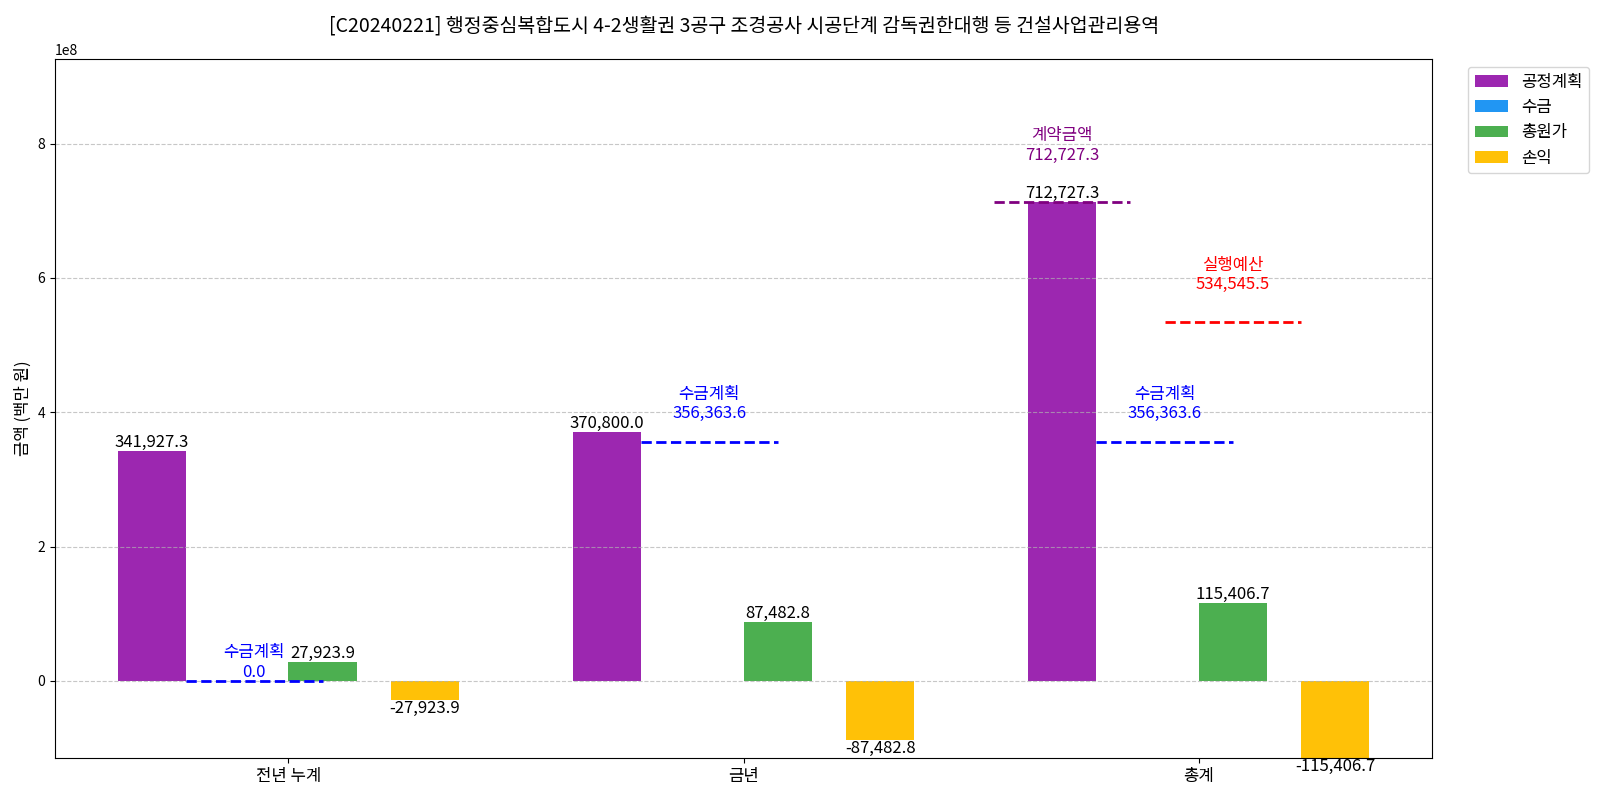 [C20240221] 행정중심복합도시 4-2생활권 3공구 조경공사 시공단계 감독권한대행 등 건설사업관리용역
1e8
공정계획
수금
총원가
손익
금액 (백만 원)
8
6
4
2
0
341,927.3
수금계획
0.0
27,923.9
-27,923.9
370,800.0
수금계획
356,363.6
87,482.8
-87,482.8
계약금액
712,727.3
712,727.3
실행예산
534,545.5
수금계획
356,363.6
115,406.7
-115,406.7
전년 누계
금년
총계